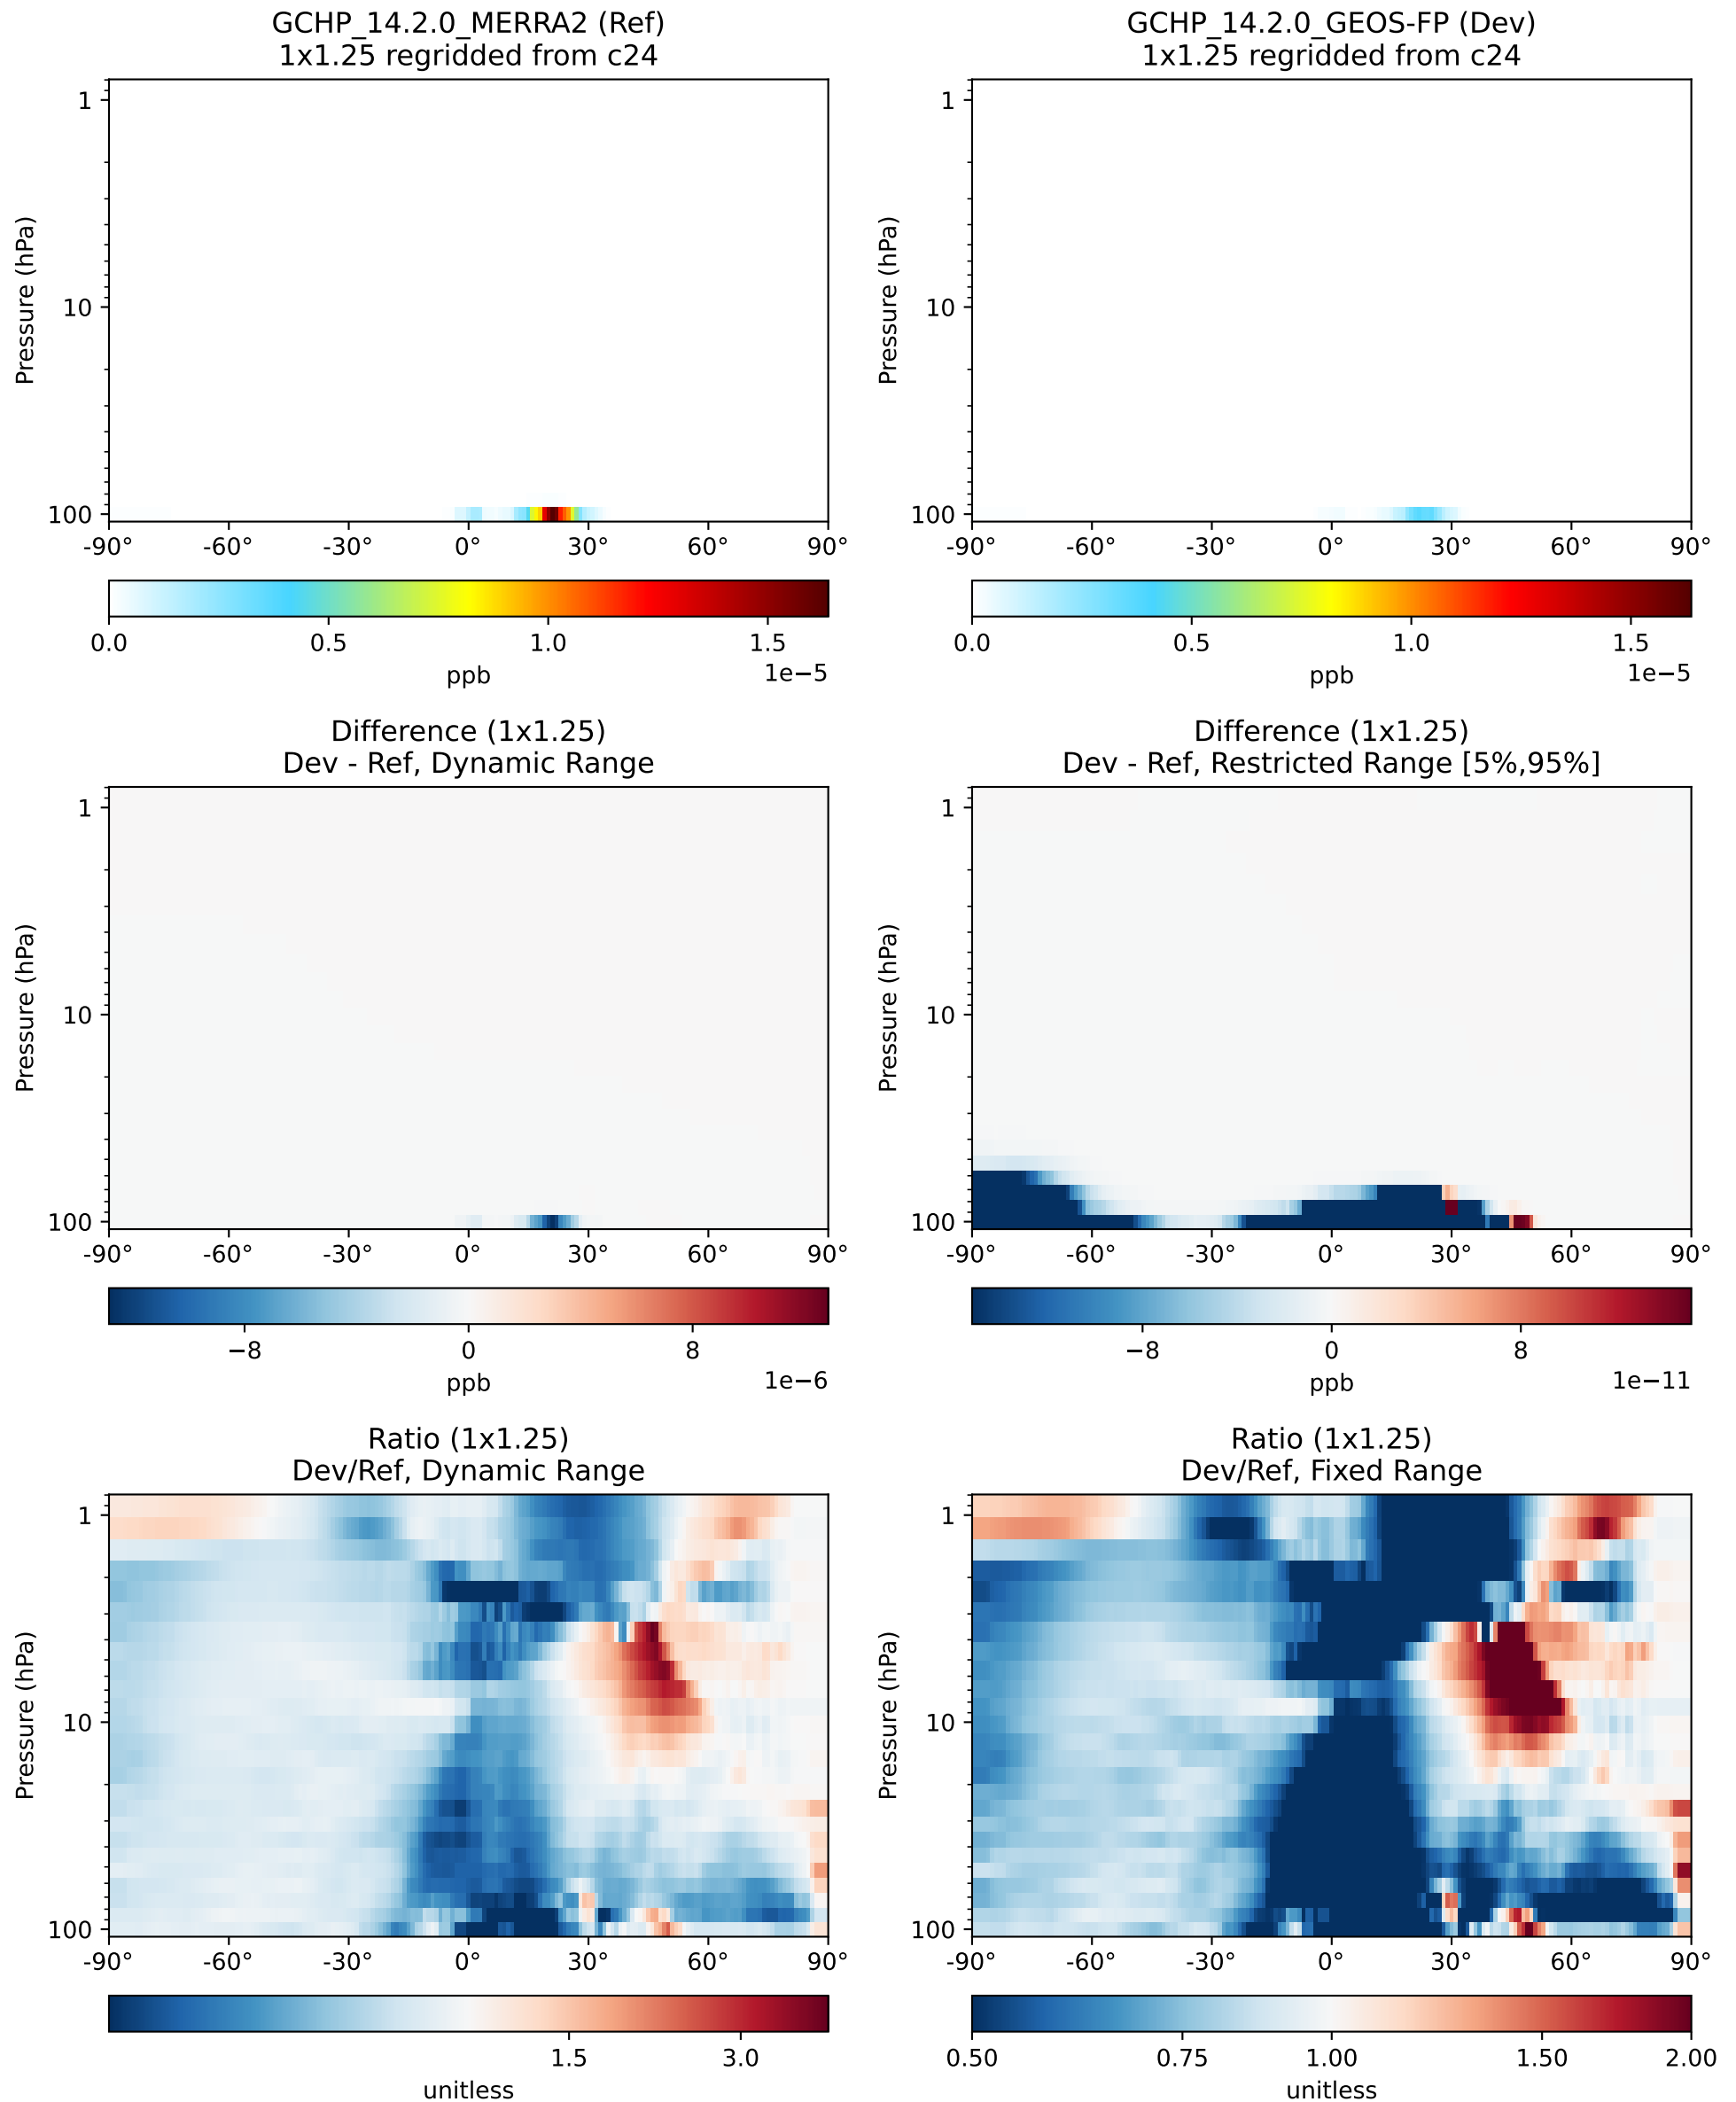 GCHP_14.2.0_MERRA2 (Ref)
1x1.25 regridded from c24
Pressure (hPa)
1
10
100
-90° -60° -30° 0° 30° 60° 90°
0.0 0.5 1.0 1.5
1e−5
ppb
GCHP_14.2.0_GEOS-FP (Dev)
1x1.25 regridded from c24
Pressure (hPa)
1
10
100
-90° -60° -30° 0° 30° 60° 90°
0.0 0.5 1.0 1.5
1e−5
ppb
Difference (1x1.25)
Dev - Ref, Dynamic Range
Pressure (hPa)
1
10
100
-90° -60° -30° 0° 30° 60° 90°
−8 0 8
1e−6
ppb
Difference (1x1.25)
Dev - Ref, Restricted Range [5%,95%]
Pressure (hPa)
1
10
100
-90° -60° -30° 0° 30° 60° 90°
−8 0 8
1e−11
ppb
Ratio (1x1.25)
Dev/Ref, Dynamic Range
Pressure (hPa)
1
10
100
-90° -60° -30° 0° 30° 60° 90°
1.5 3.0
unitless
Ratio (1x1.25)
Dev/Ref, Fixed Range
Pressure (hPa)
1
10
100
-90° -60° -30° 0° 30° 60° 90°
0.50 0.75 1.00 1.50 2.00
unitless